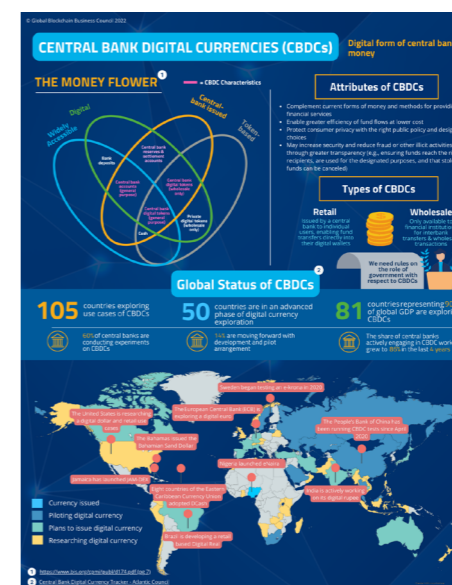 © Global Blockchain Business Council 2022
CENTRAL BANK DIGITAL CURRENCIES (CBDCs)
Digital form of central ban
money
THE MONEY FLOWER 1
= CBDC Characteristics
Widely
Accessible
Digital
Central-
bank Issued
Token-
based
Bank
deposits
Central bank
reserves &
settlement
accounts
Central bank
accounts
(general
purpose)
Central bank
digital tokens
(wholesale
only)
Central bank
digital tokens
(general
purpose)
Private
digital tokens
(wholesale
only)
Cash
Attributes of CBDCs
• Complement current forms of money and methods for providi
financial services
• Enable greater efficiency of fund flows at lower cost
• Protect consumer privacy with the right public policy and desig
choices
• May increase security and reduce fraud or other illicit activities
through greater transparency (e.g., ensuring funds reach the
recipients, are used for the designated purposes, and that
funds can be canceled)
Types of CBDCs
Retail
Issued by a central
bank to individual
users, enabling fund
transfers directly into
their digital wallets
Wholesale
Only available to
financial institution
for interbank
transfers & wholes
transactions
We need rules on
the role of
government with
respect to CBDCs
Global Status of CBDCs 2
105 countries exploring
use cases of CBDCs
50 countries are in an advanced
phase of digital currency
exploration
81 countries representing 90
of global GDP are explori
CBDCs
60% of central banks are
conducting experiments
on CBDCs
14% are moving forward with
development and pilot
arrangement
The share of central banks
actively engaging in CBDC work
grew to 86% in the last 4 years
Sweden began testing an e-krona in 2020
The United States is researching
a digital dollar and retail use
cases
The European Central Bank (ECB) is
exploring a digital euro
The People's Bank of China has
been running CBDC tests since April
2020
The Bahamas issued the
Bahamian Sand Dollar
Nigeria launched eNaira
Jamaica has launched Jam-DEX
Eight countries of the Eastern
Caribbean Currency Union
adopted DCash
India is actively working
on its digital rupee
Brazil is developing a retail
based Digital Real
Currency issued
Piloting digital currency
Plans to issue digital currency
Researching digital currency
1 https://www.bis.org/cpmi/publ/d174.pdf (pg 7)
2 Central Bank Digital Currency Tracker - Atlantic Council